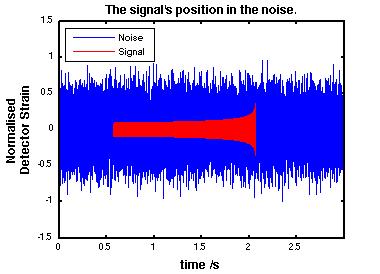 The signal's position in the noise.
1.5
Noise
Signal
1
0.5
0
-0.5
-1
-1.5
Normalised
Detector Strain
0 0.5 1 1.5 2 2.5
time /s